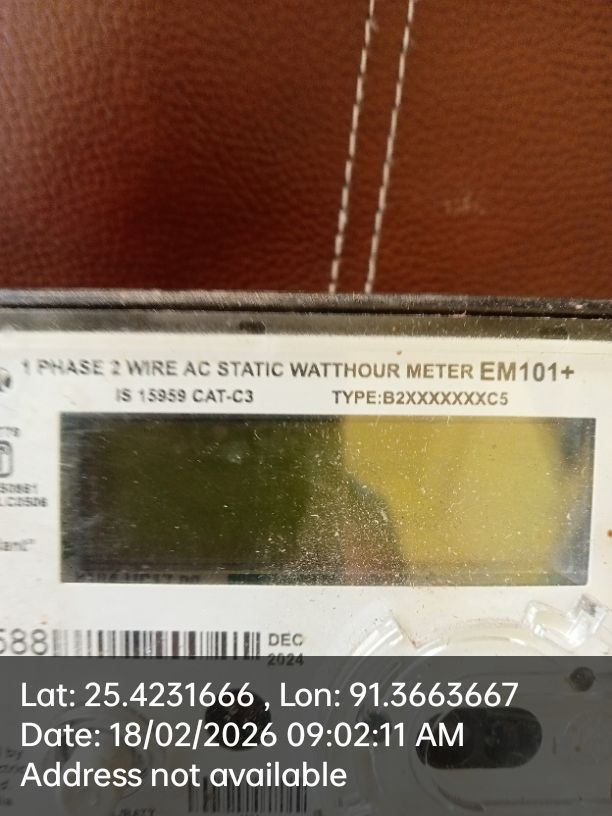 1 PHASE 2 WIRE AC STATIC WATTHOUR METER EM101+
IS 15959 CAT-C3 TYPE:B2XXXXXXXC5
588
DEC
2024
Lat: 25.4231666 , Lon: 91.3663667
Date: 18/02/2026 09:02:11 AM
Address not available